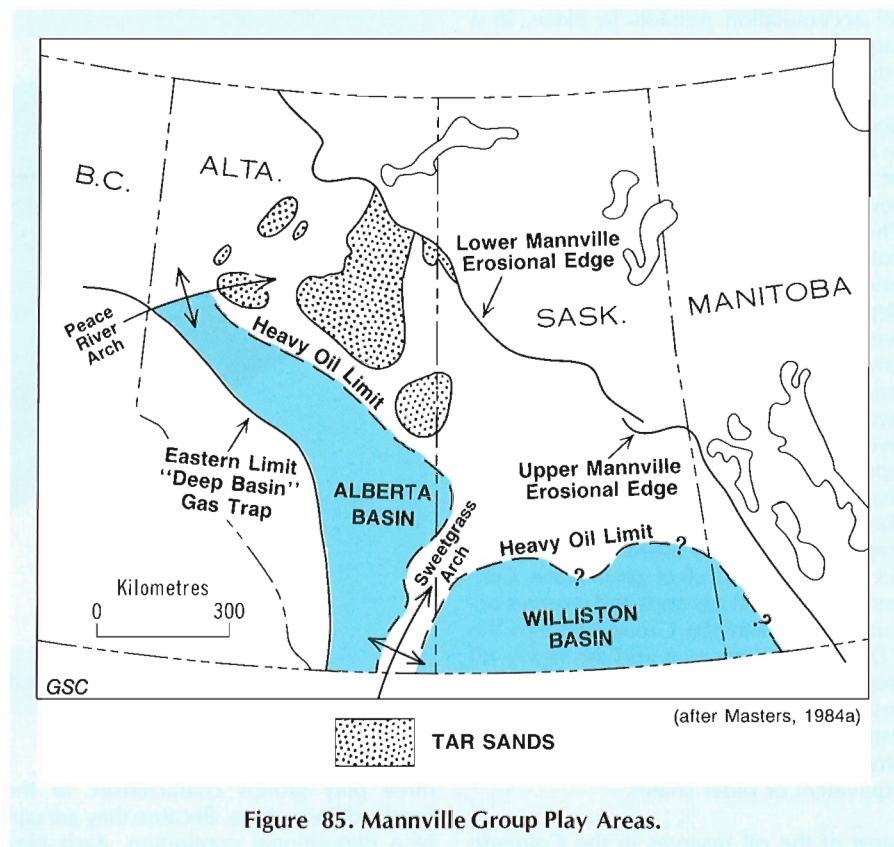 B.C.
ALTA.
Lower Mannville
Erosional Edge
SASK.
MANITOBA
Peace
River
Arch
Heavy Oil Limit
Eastern Limit
"Deep Basin"
Gas Trap
ALBERTA
BASIN
Upper Mannville
Erosional Edge
Sweetgrass
Arch
Heavy Oil Limit
?
?
?
WILLISTON
BASIN
Kilometres
0 300
GSC
(after Masters, 1984a)
TAR SANDS
Figure 85. Mannville Group Play Areas.